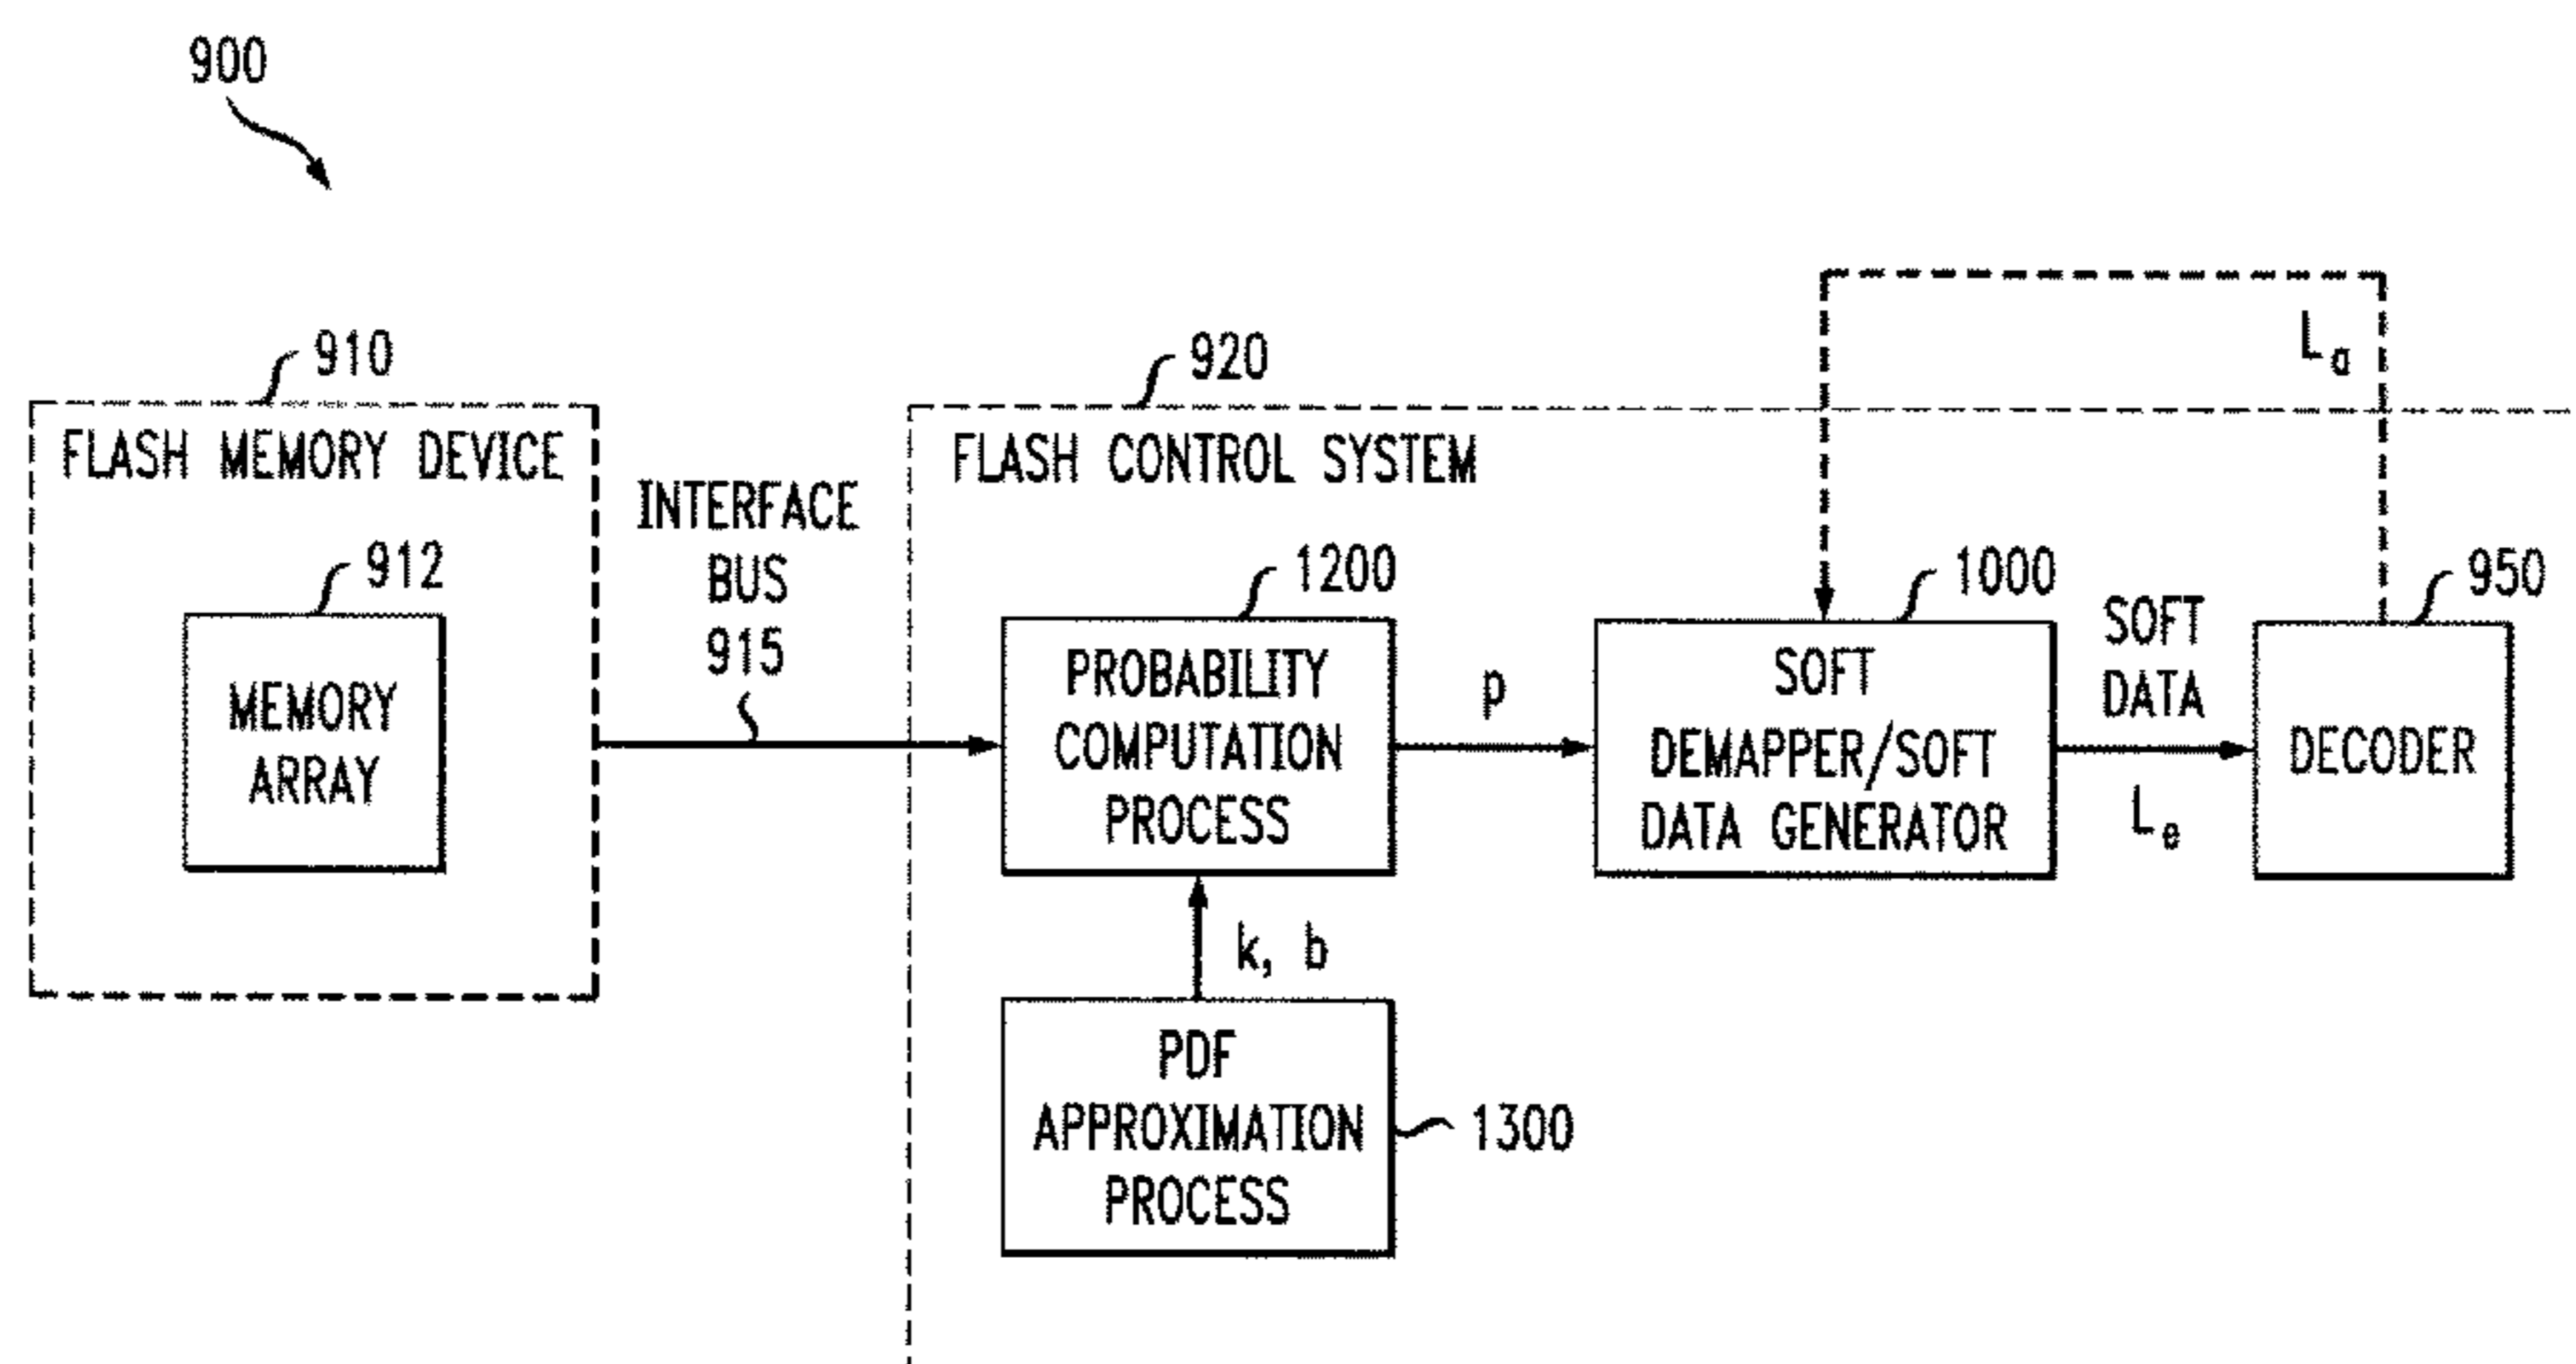 900
910
FLASH MEMORY DEVICE
912
MEMORY
ARRAY
INTERFACE
BUS
915
920
FLASH CONTROL SYSTEM
1200
PROBABILITY
COMPUTATION
PROCESS
k, b
PDF
APPROXIMATION
PROCESS
1300
p
1000
SOFT
DEMAPPER/SOFT
DATA GENERATOR
La
SOFT
DATA
Le
950
DECODER